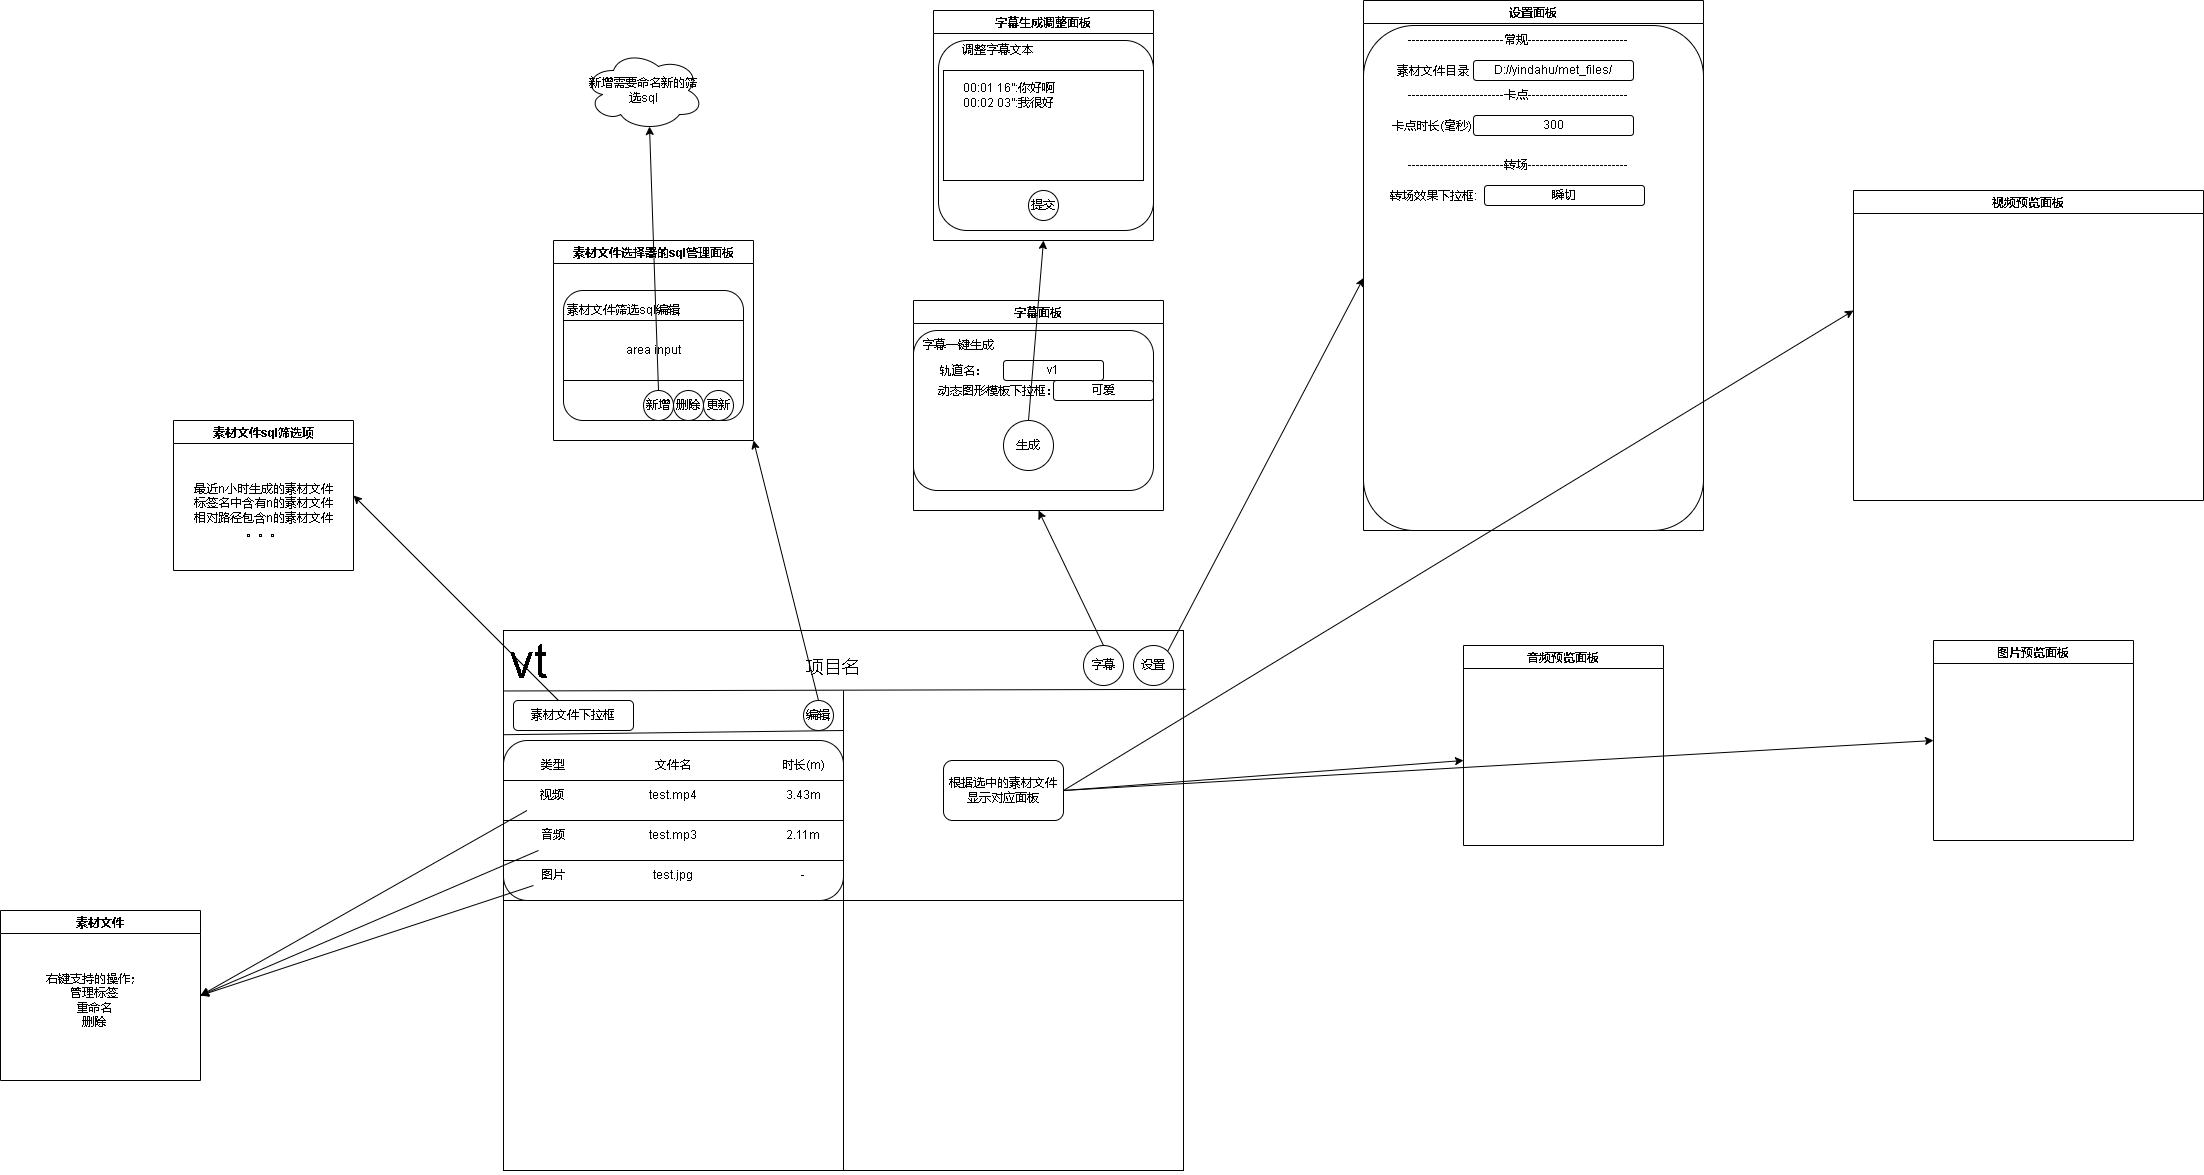 设置面板
-----------------------常规------------------------
素材文件目录
D://yindahu/met_files/
-----------------------卡点------------------------
卡点时长(毫秒)
300
-----------------------转场------------------------
转场效果下拉框:
瞬切
字幕生成调整面板
调整字幕文本
00:01 16":你好啊
00:02 03":我很好
提交
新增需要命名新的筛
选sql
视频预览面板
素材文件选择器的sql管理面板
素材文件筛选sql编辑
area input
新增
删除
更新
字幕面板
字幕一键生成
轨道名：
v1
动态图形模板下拉框：
可爱
生成
素材文件sql筛选项
最近n小时生成的素材文件
标签名中含有n的素材文件
相对路径包含n的素材文件
。。。
vt
项目名
字幕
设置
素材文件下拉框
编辑
类型
文件名
时长(m)
视频
test.mp4
3.43m
音频
test.mp3
2.11m
图片
test.jpg
-
根据选中的素材文件
显示对应面板
音频预览面板
图片预览面板
素材文件
右键支持的操作；
管理标签
重命名
删除